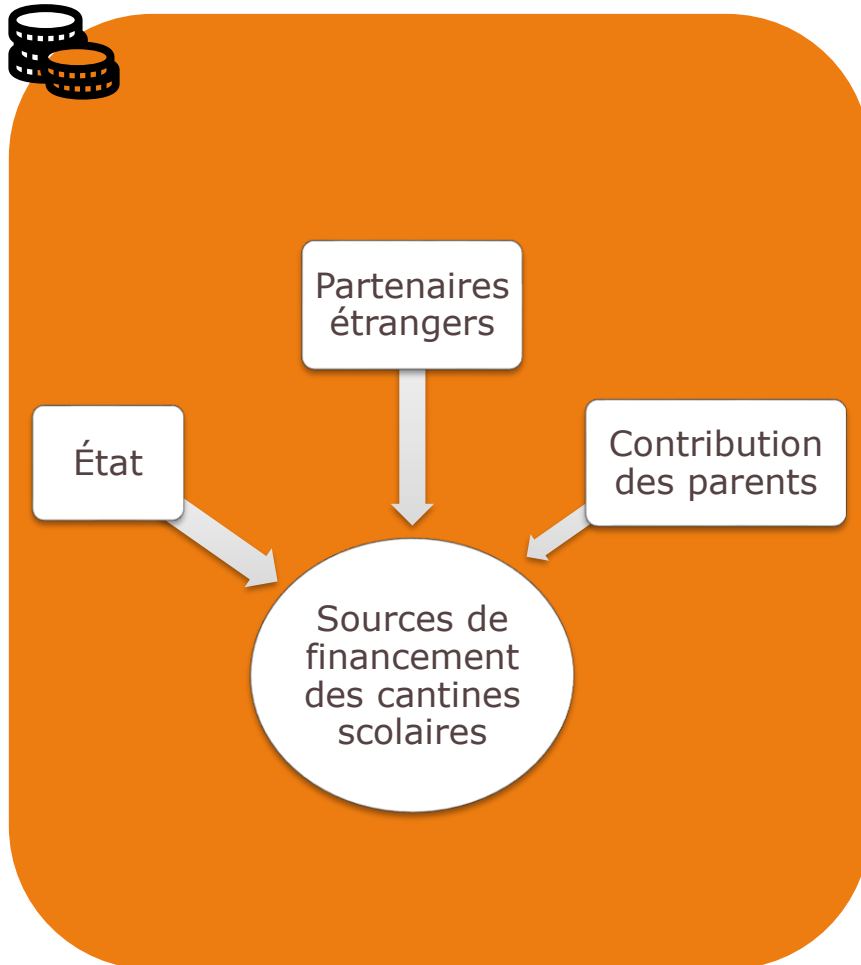 Partenaires
étrangers
État
Contribution
des parents
Sources de
financement
des cantines
scolaires